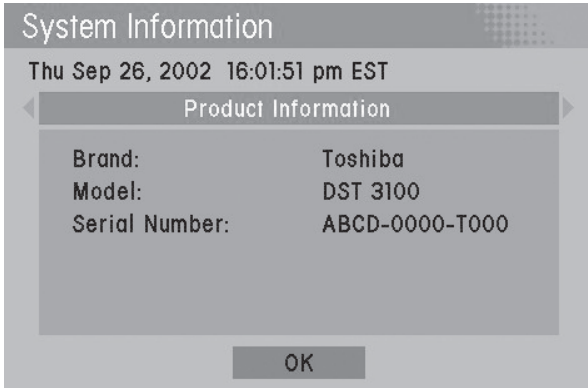 System Information
Thu Sep 26, 2002 16:01:51 pm EST
Product Information
Brand: Toshiba
Model: DST 3100
Serial Number: ABCD-0000-T000
OK